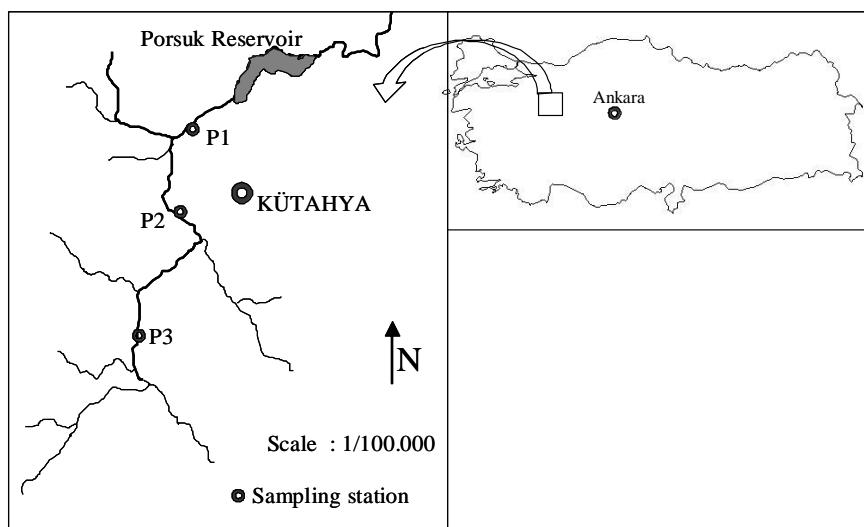 Porsuk Reservoir
Ankara
P1
KÜTAHYA
P2
P3
N
Scale : 1/100.000
Sampling station